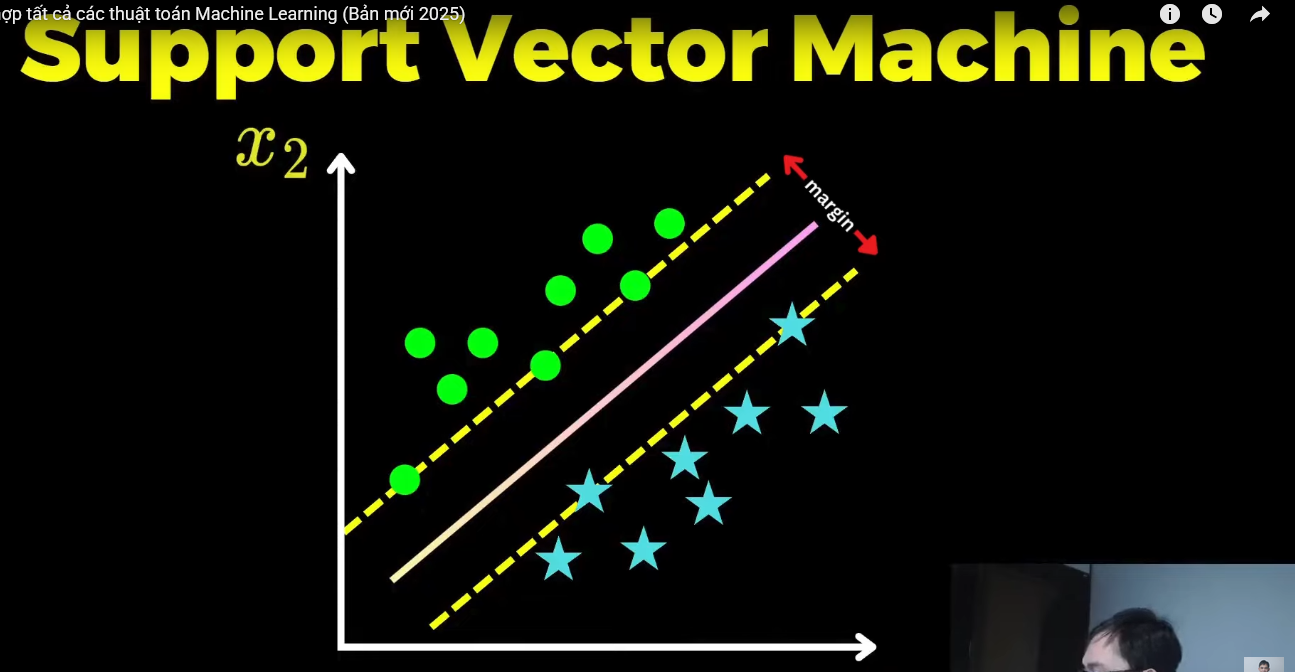 ợp tất cả các thuật toán Machine Learning (Bản mới 2025)
Support Vector Machine
x2
margin